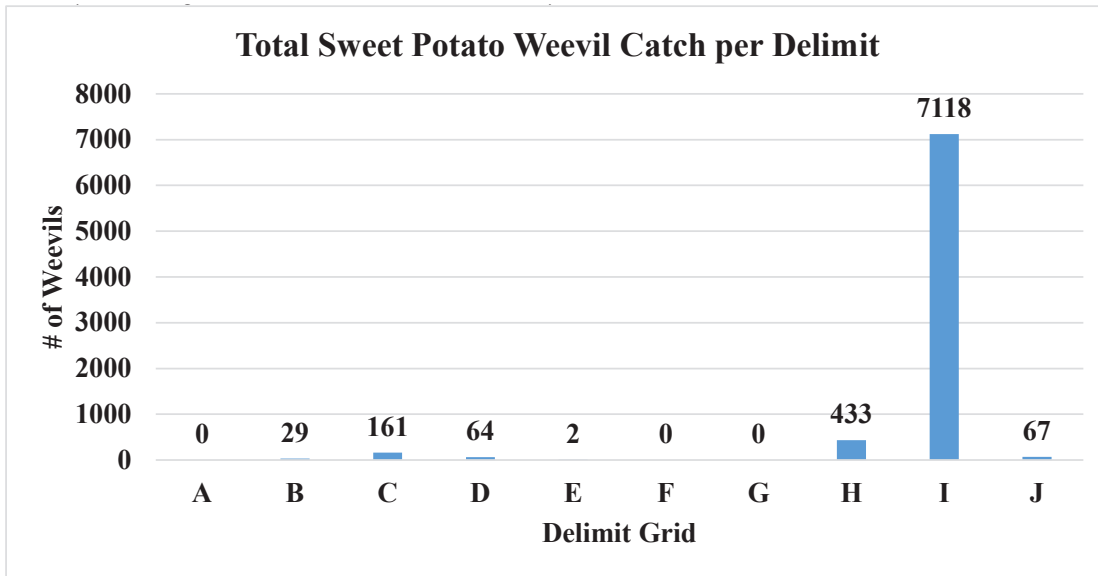 Total Sweet Potato Weevil Catch per Delimit
8000
7000
6000
5000
4000
3000
2000
1000
0
# of Weevils
0 29 161 64 2 0 0 433 7118 67
A B C D E F G H I J
Delimit Grid